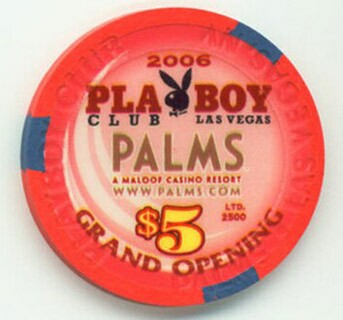 2006
PLAYBOY
CLUB LAS VEGAS
PALMS
A MALOOF CASINO RESORT
WWW.PALMS.COM
$5
LTD.
2500
GRAND OPENING